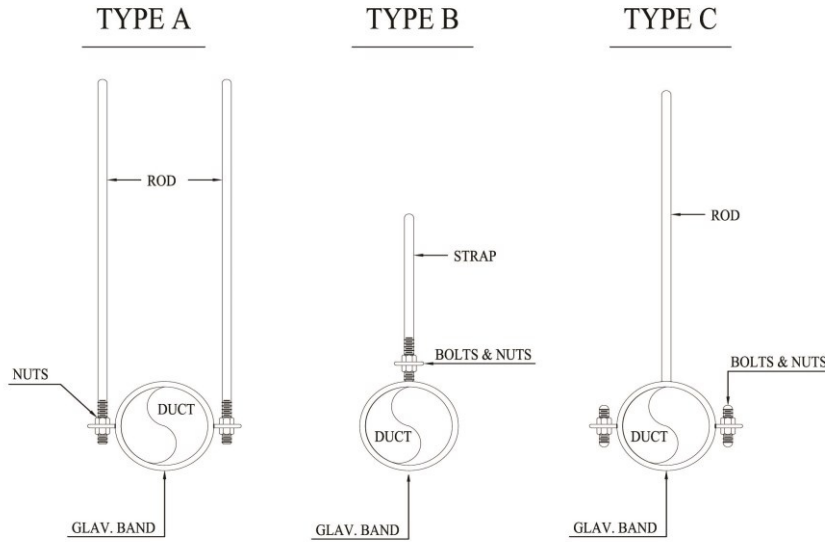 TYPE A
TYPE B
TYPE C
ROD
STRAP
ROD
NUTS
BOLTS & NUTS
BOLTS & NUTS
DUCT
DUCT
DUCT
GLAV. BAND
GLAV. BAND
GLAV. BAND